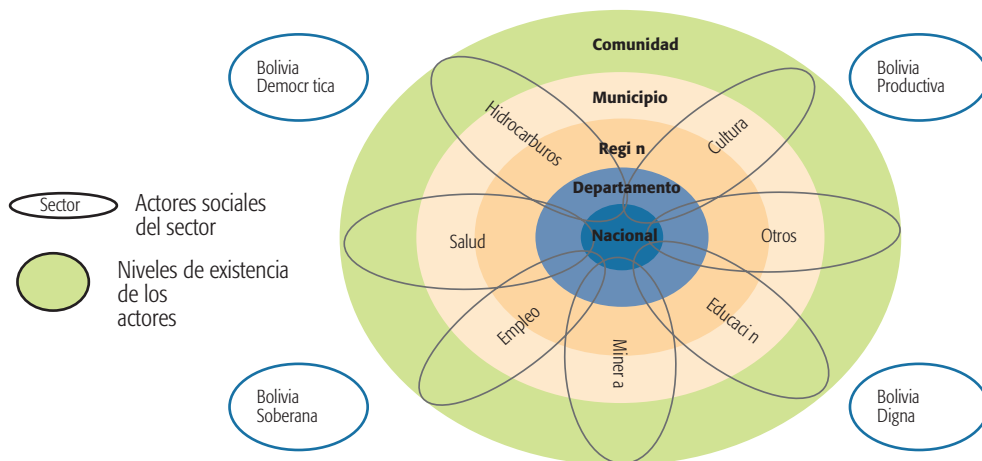 Comunidad
Bolivia
Democr tica
Bolivia
Productiva
Municipio
Hidrocarburos
Cultura
Regi n
Departamento
Sector
Actores sociales
del sector
Salud
Nacional
Otros
Niveles de existencia
de los
actores
Empleo
Miner a
Educaci n
Bolivia
Soberana
Bolivia
Digna